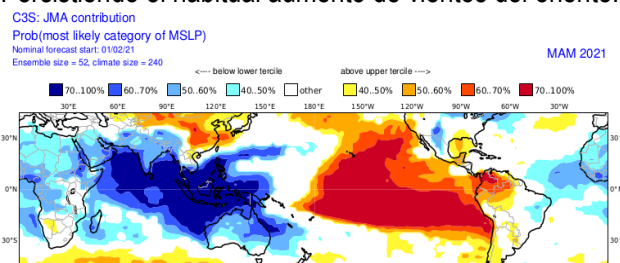 C3S: JMA contribution
Prob(most likely category of MSLP)
Nominal forecast start: 01/02/21
Ensemble size = 52, climate size = 240
MAM 2021
<---- below lower tercile above upper tercile ---->
70..100% 60..70% 50..60% 40..50% other 40..50% 50..60% 60..70% 70..100%
30°E 60°E 90°E 120°E 150°E 180°W 150°W 120°W 90°W 60°W 30°W
30°N 30°N
0°N 0°N
30°S 30°S